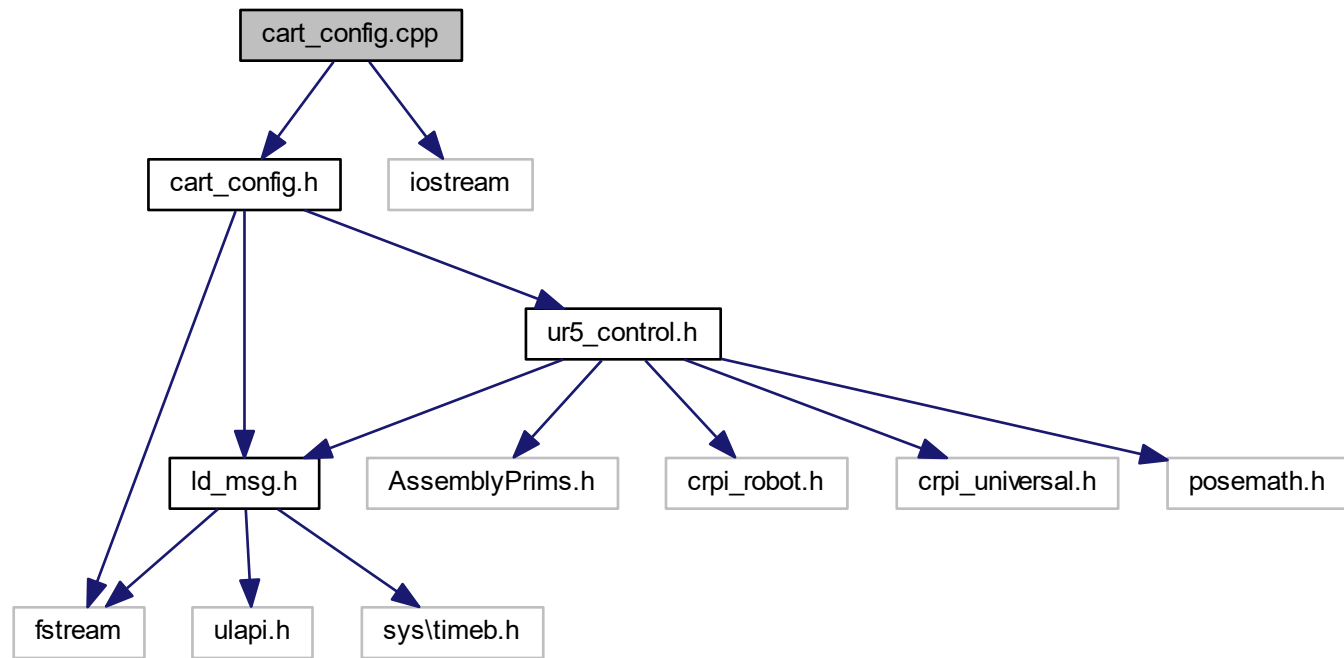 cart_config.cpp
cart_config.h
iostream
ur5_control.h
ld_msg.h
AssemblyPrims.h
crpi_robot.h
crpi_universal.h
posemath.h
fstream
ulapi.h
sys\timeb.h